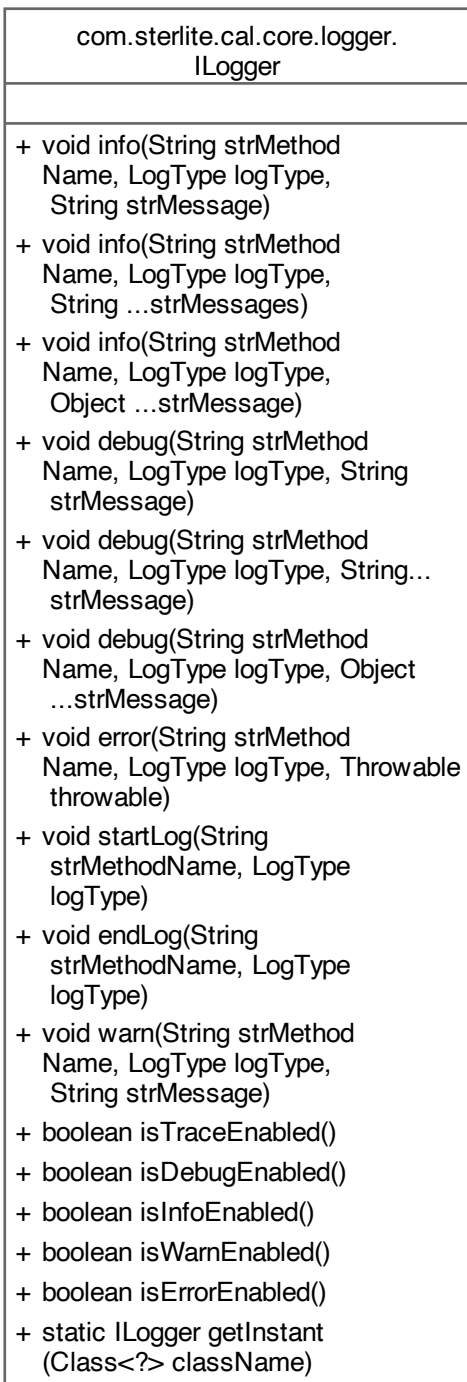 com.sterlite.cal.core.logger.
ILogger
+ void info(String strMethod
Name, LogType logType,
String strMessage)
+ void info(String strMethod
Name, LogType logType,
String ...strMessages)
+ void info(String strMethod
Name, LogType logType,
Object ...strMessage)
+ void debug(String strMethod
Name, LogType logType, String
strMessage)
+ void debug(String strMethod
Name, LogType logType, String...
strMessage)
+ void debug(String strMethod
Name, LogType logType, Object
...strMessage)
+ void error(String strMethod
Name, LogType logType, Throwable
throwable)
+ void startLog(String
strMethodName, LogType
logType)
+ void endLog(String
strMethodName, LogType
logType)
+ void warn(String strMethod
Name, LogType logType,
String strMessage)
+ boolean isTraceEnabled()
+ boolean isDebugEnabled()
+ boolean isInfoEnabled()
+ boolean isWarnEnabled()
+ boolean isErrorEnabled()
+ static ILogger getInstant
(Class<?> className)